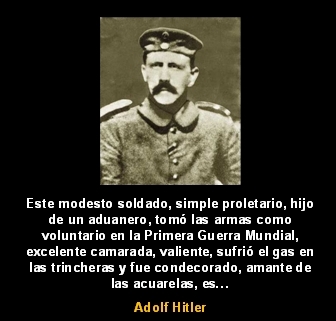 Este modesto soldado, simple proletario, hijo
de un aduanero, tomó las armas como
voluntario en la Primera Guerra Mundial,
excelente camarada, valiente, sufrió el gas en
las trincheras y fue condecorado, amante de
las acuarelas, es...
Adolf Hitler